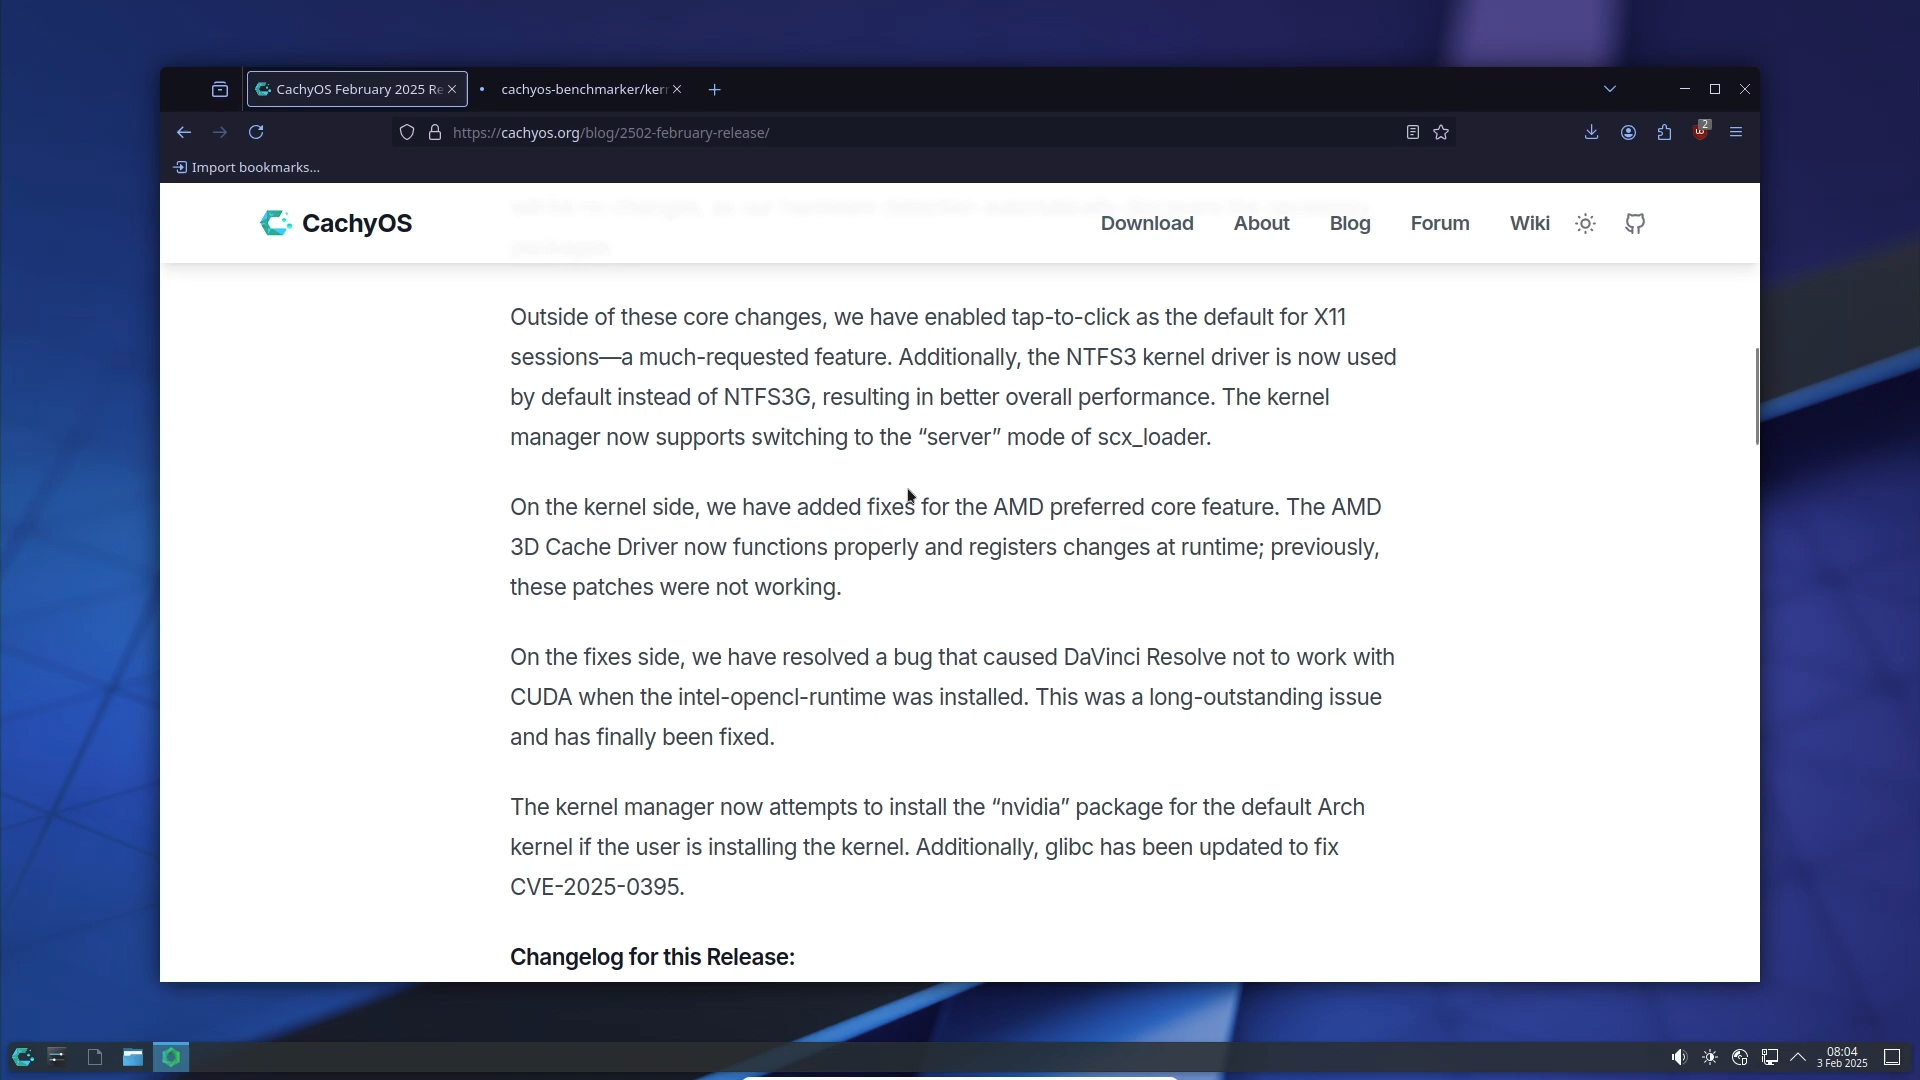 CachyOS February 2025 Re
cachyos-benchmarker/kerr
https://cachyos.org/blog/2502-february-release/
2
Import bookmarks...
CachyOS
Download
About
Blog
Forum
Wiki
packages.
Outside of these core changes, we have enabled tap-to-click as the default for X11
sessions—a much-requested feature. Additionally, the NTFS3 kernel driver is now used
by default instead of NTFS3G, resulting in better overall performance. The kernel
manager now supports switching to the “server” mode of scx_loader.
On the kernel side, we have added fixes for the AMD preferred core feature. The AMD
3D Cache Driver now functions properly and registers changes at runtime; previously,
these patches were not working.
On the fixes side, we have resolved a bug that caused DaVinci Resolve not to work with
CUDA when the intel-opencl-runtime was installed. This was a long-outstanding issue
and has finally been fixed.
The kernel manager now attempts to install the “nvidia” package for the default Arch
kernel if the user is installing the kernel. Additionally, glibc has been updated to fix
CVE-2025-0395.
Changelog for this Release:
08:04
3 Feb 2025